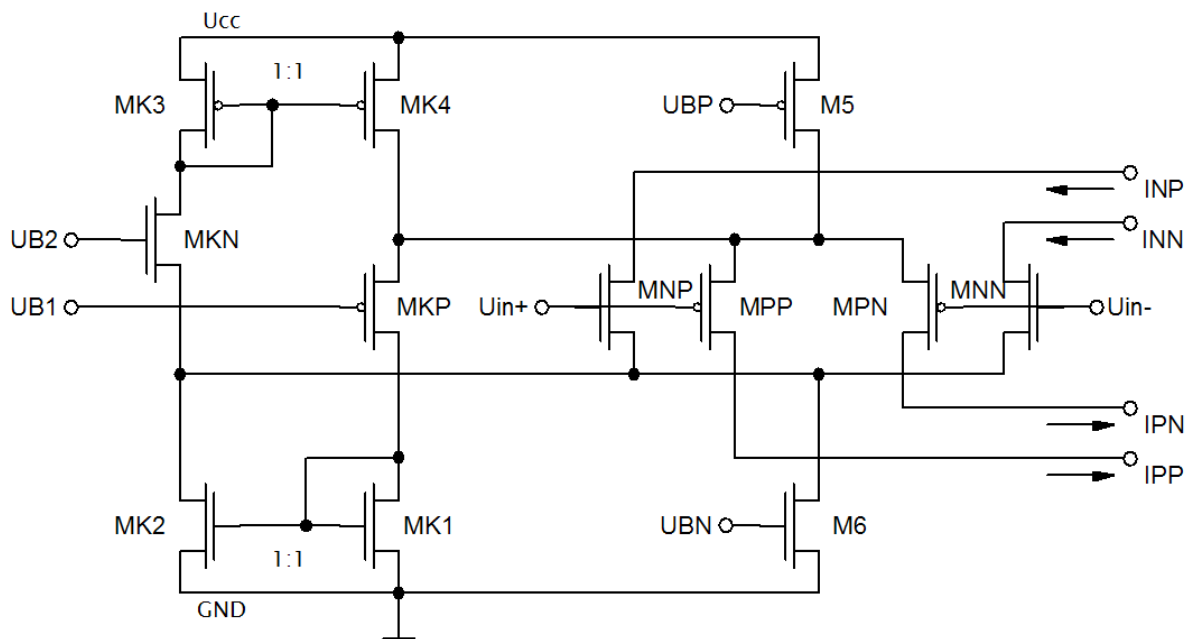 Ucc
1:1
MK3
MK4
UBP
M5
INP
INN
UB2
MKN
UB1
MKP
Uin+
MNP
MPP
MPN
MNN
Uin-
IPN
IPP
MK2
MK1
UBN
M6
1:1
GND